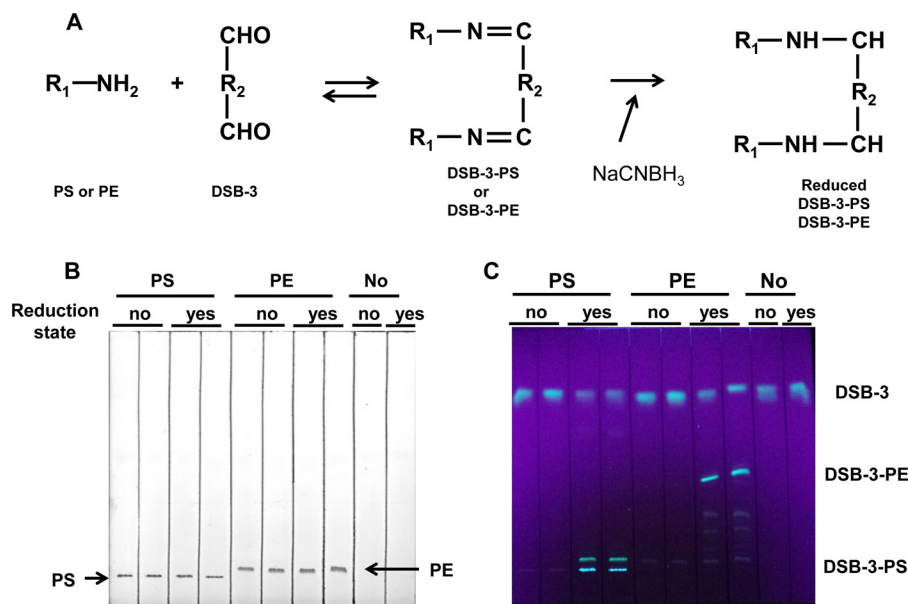 A
R1—NH2 + CHO R2 CHO
R1—N=C R2 R1—N=C
NaCNBH3
R1—NH—CH R2 R1—NH—CH
PS or PE
DSB-3
DSB-3-PS
or
DSB-3-PE
Reduced
DSB-3-PS
DSB-3-PE
B
PS PE No
Reduction
state
no yes no yes no yes
PS
PE
C
PS PE No
no yes no yes no yes
DSB-3
DSB-3-PE
DSB-3-PS